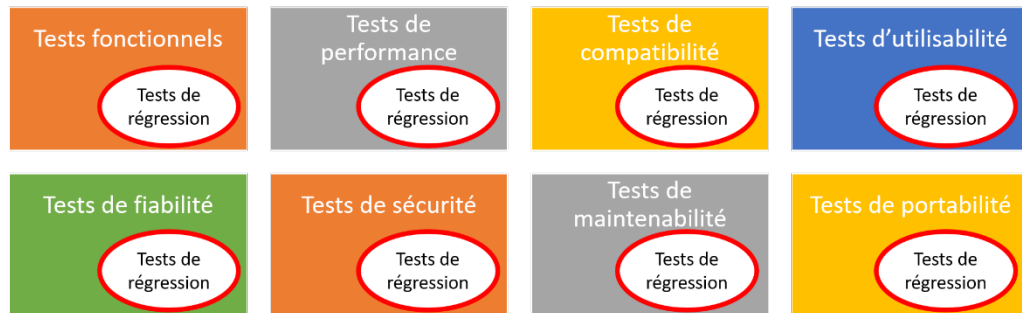 Tests fonctionnels
Tests de
régression
Tests de
performance
Tests de
régression
Tests de
compatibilité
Tests de
régression
Tests d'utilisabilité
Tests de
régression
Tests de fiabilité
Tests de
régression
Tests de sécurité
Tests de
régression
Tests de
maintenabilité
Tests de
régression
Tests de portabilité
Tests de
régression